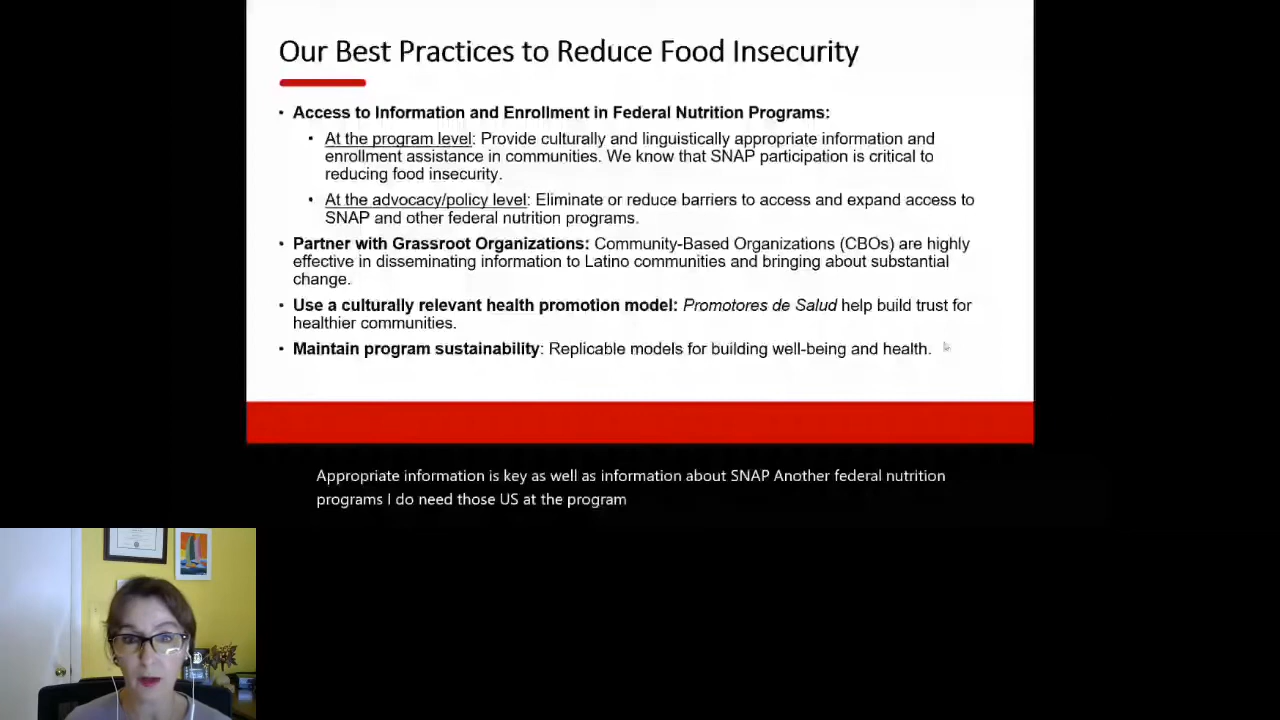 Our Best Practices to Reduce Food Insecurity
• Access to Information and Enrollment in Federal Nutrition Programs:
• At the program level: Provide culturally and linguistically appropriate information and
enrollment assistance in communities. We know that SNAP participation is critical to
reducing food insecurity.
• At the advocacy/policy level: Eliminate or reduce barriers to access and expand access to
SNAP and other federal nutrition programs.
• Partner with Grassroot Organizations: Community-Based Organizations (CBOs) are highly
effective in disseminating information to Latino communities and bringing about substantial
change.
• Use a culturally relevant health promotion model: Promotores de Salud help build trust for
healthier communities.
• Maintain program sustainability: Replicable models for building well-being and health.
Appropriate information is key as well as information about SNAP Another federal nutrition
programs I do need those US at the program